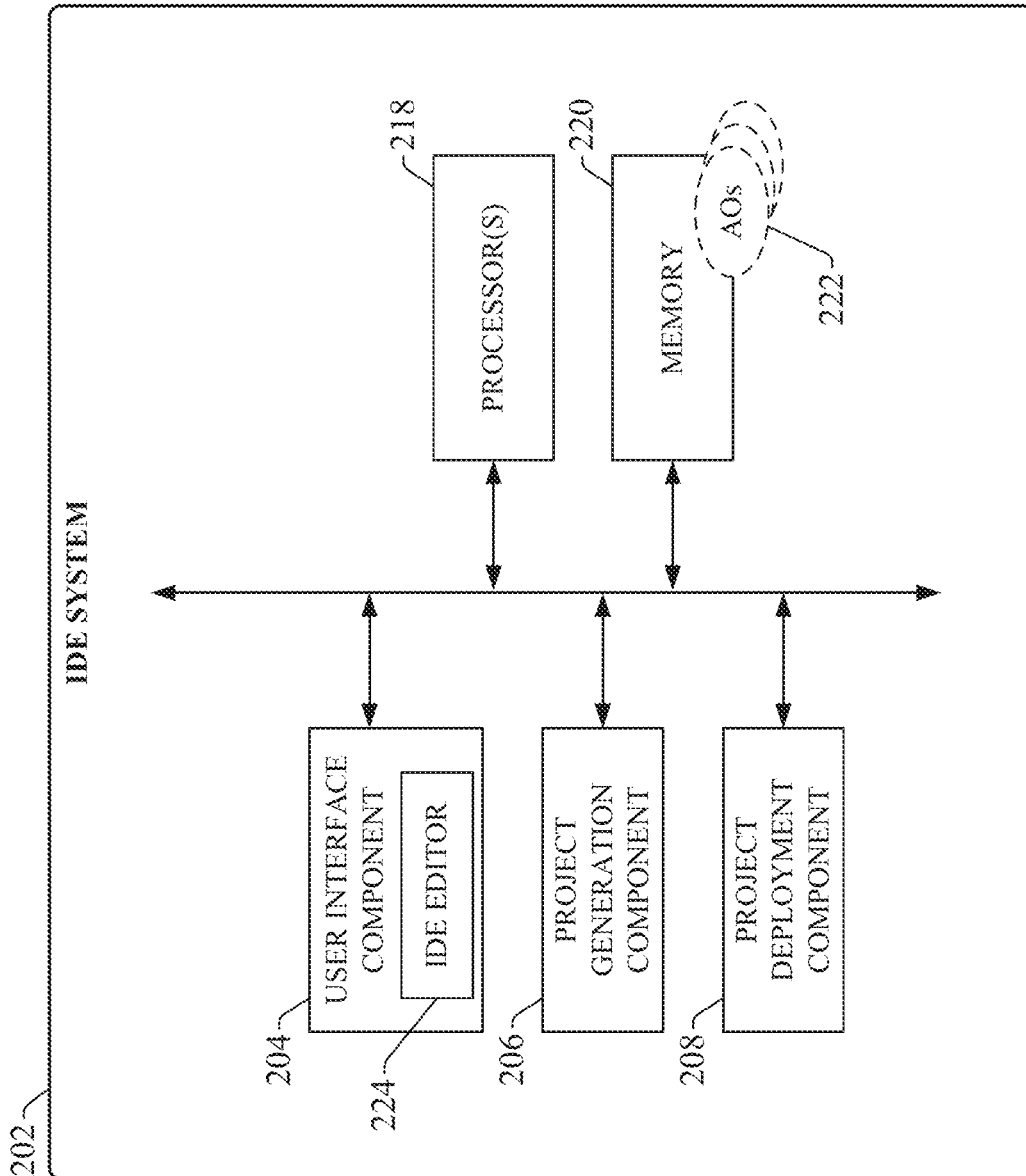 202
IDE SYSTEM
204
USER INTERFACE
COMPONENT
IDE EDITOR
224
206
PROJECT
GENERATION
COMPONENT
208
PROJECT
DEPLOYMENT
COMPONENT
218
PROCESSOR(S)
220
MEMORY
AOs
222